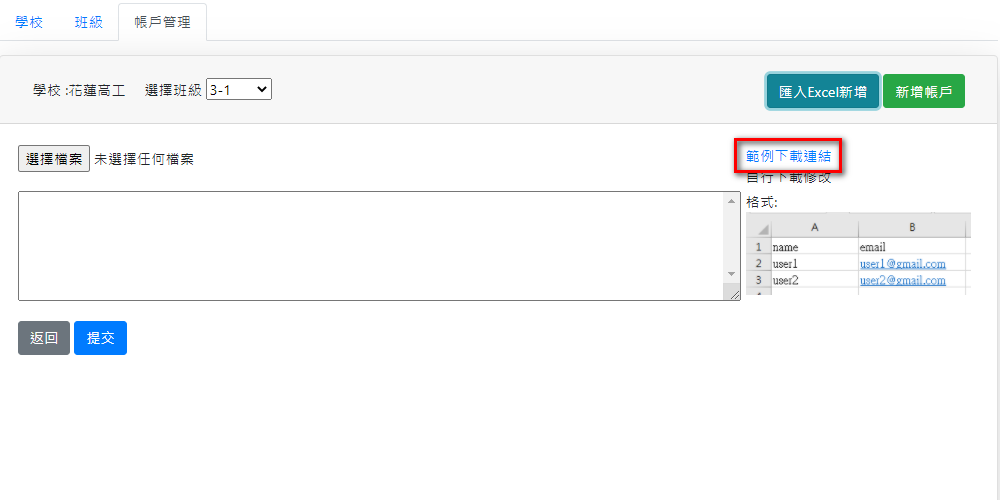 學校 班級 帳戶管理
學校 :花蓮高工 選擇班級 3-1 匯入Excel新增 新增帳戶
選擇檔案 未選擇任何檔案
範例下載連結
自行下載修改
格式:
A B
1 name email
2 user1 user1@gmail.com
3 user2 user2@gmail.com
返回 提交